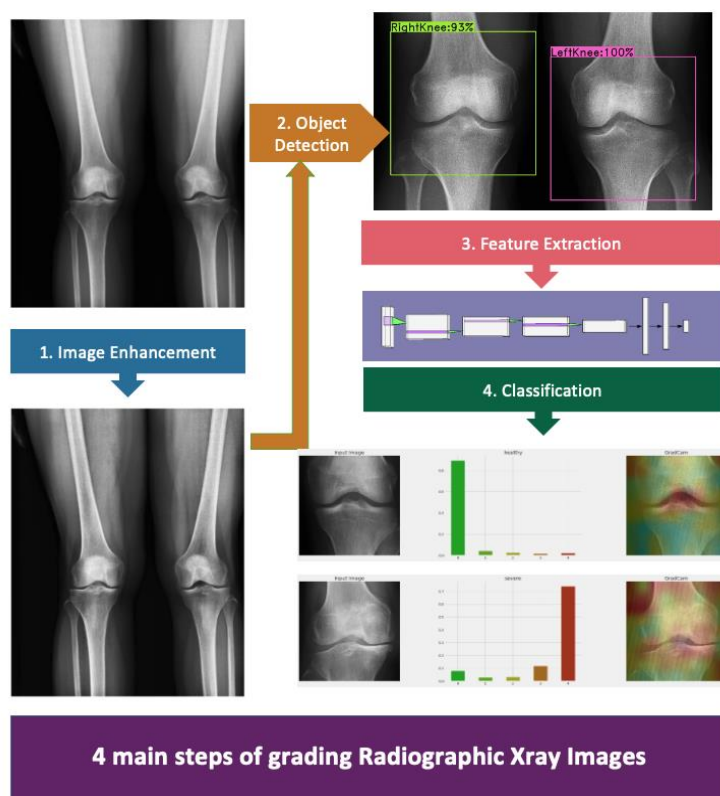 RightKnee:93%
LeftKnee:100%
2. Object
Detection
3. Feature Extraction
1. Image Enhancement
4. Classification
Input Image
healthy
GradCam
Input Image
severe
GradCam
4 main steps of grading Radiographic Xray Images